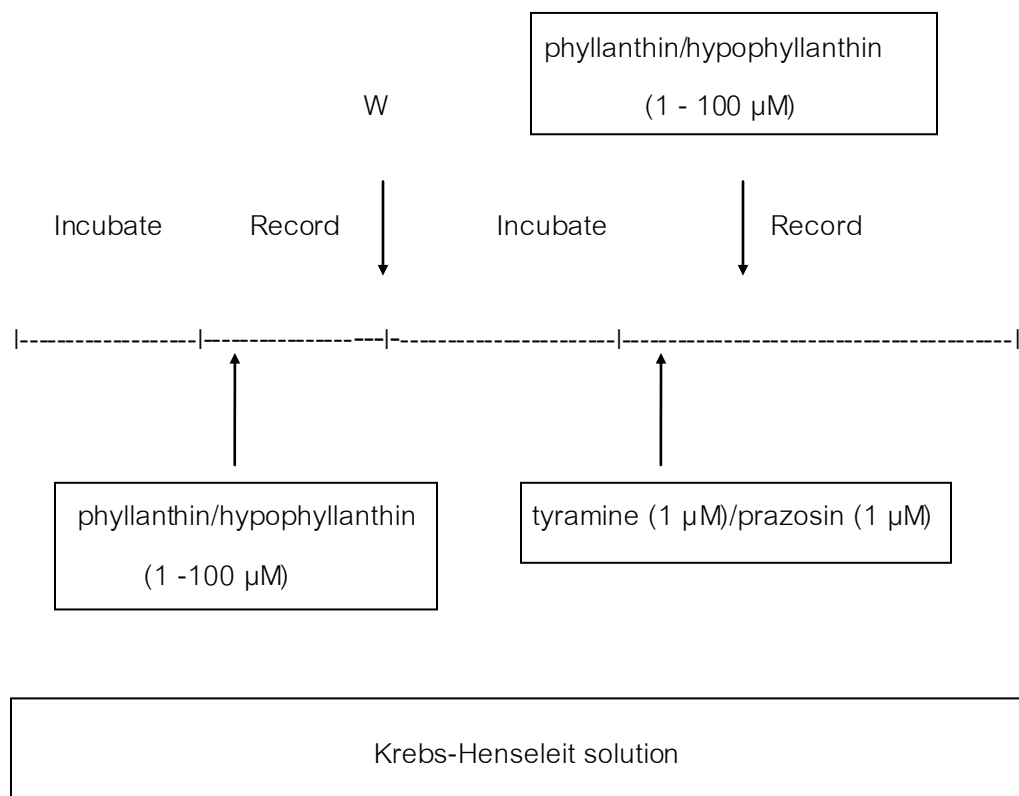 phyllanthin/hypophyllanthin
(1 - 100 µM)
W
Incubate Record Incubate Record
phyllanthin/hypophyllanthin
(1 -100 µM)
tyramine (1 µM)/prazosin (1 µM)
Krebs-Henseleit solution